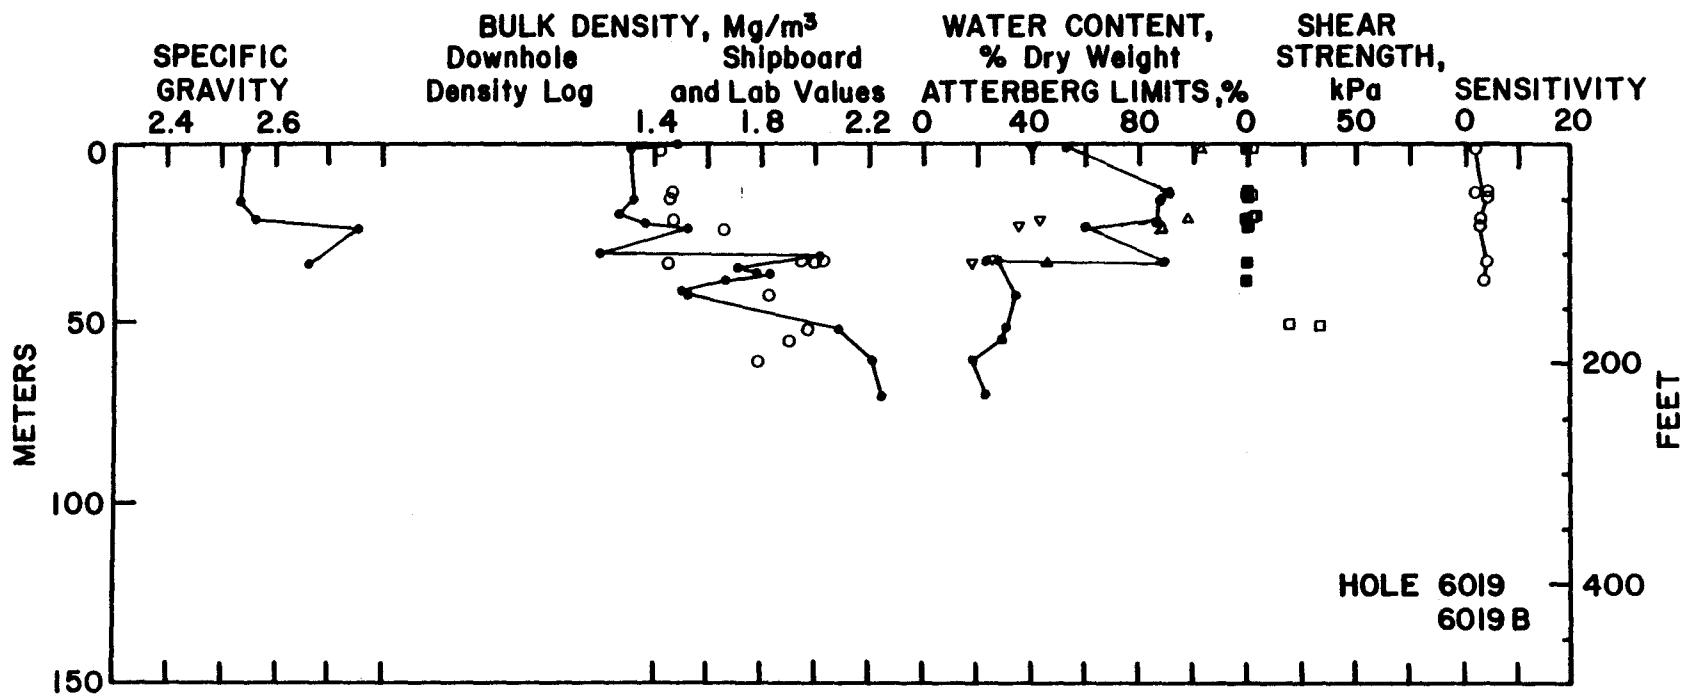 BULK DENSITY, Mg/m³
WATER CONTENT,
SHEAR
SPECIFIC
Downhole
Shipboard
% Dry Weight
STRENGTH,
GRAVITY
Density Log
and Lab Values
ATTERBERG LIMITS,%
kPa
SENSITIVITY
2.4 2.6 1.4 1.8 2.2 0 40 80 0 50 0 20
0
50
100
150
METERS
200
400
FEET
HOLE 6019
6019 B